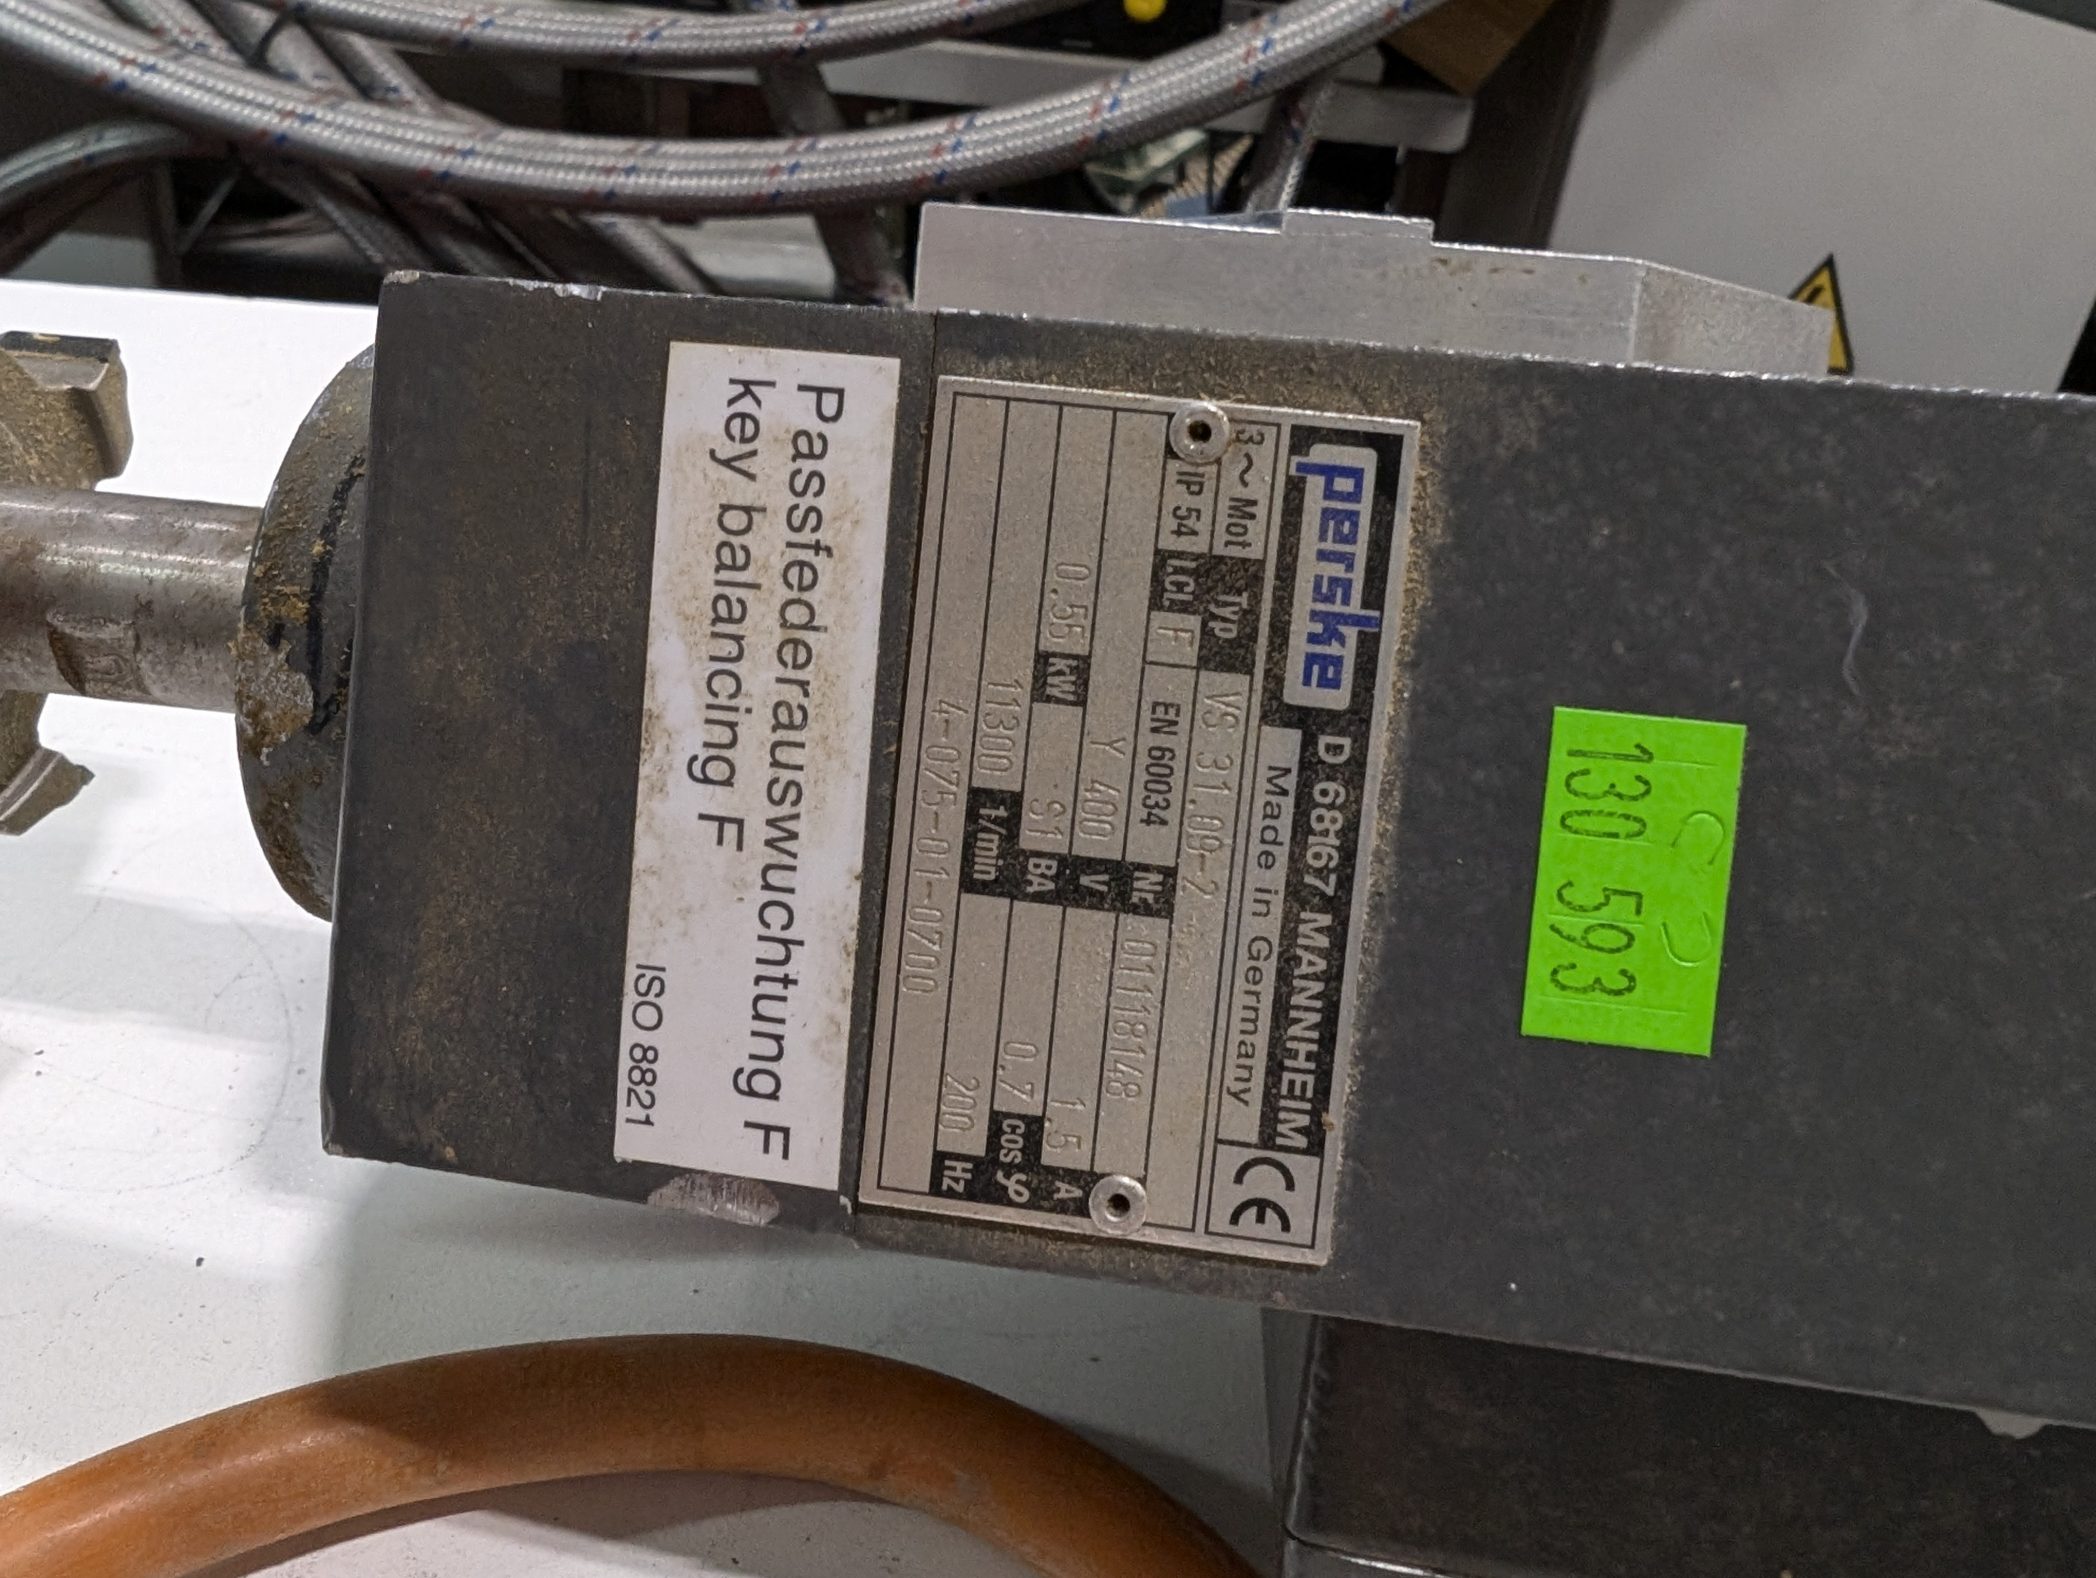 perske D 68167 MANNHEIM
Made in Germany CE
3~Mot Typ VS 31.09-2
IP 54 I.CL F EN 60034 Nr. 01118148
Y 400 V 1,5 A
0,55 kW S1 BA 0,7 cos φ
11300 1/min 200 Hz
4-075-01-0700
Passfederauswuchtung F
key balancing F
ISO 8821
130 593